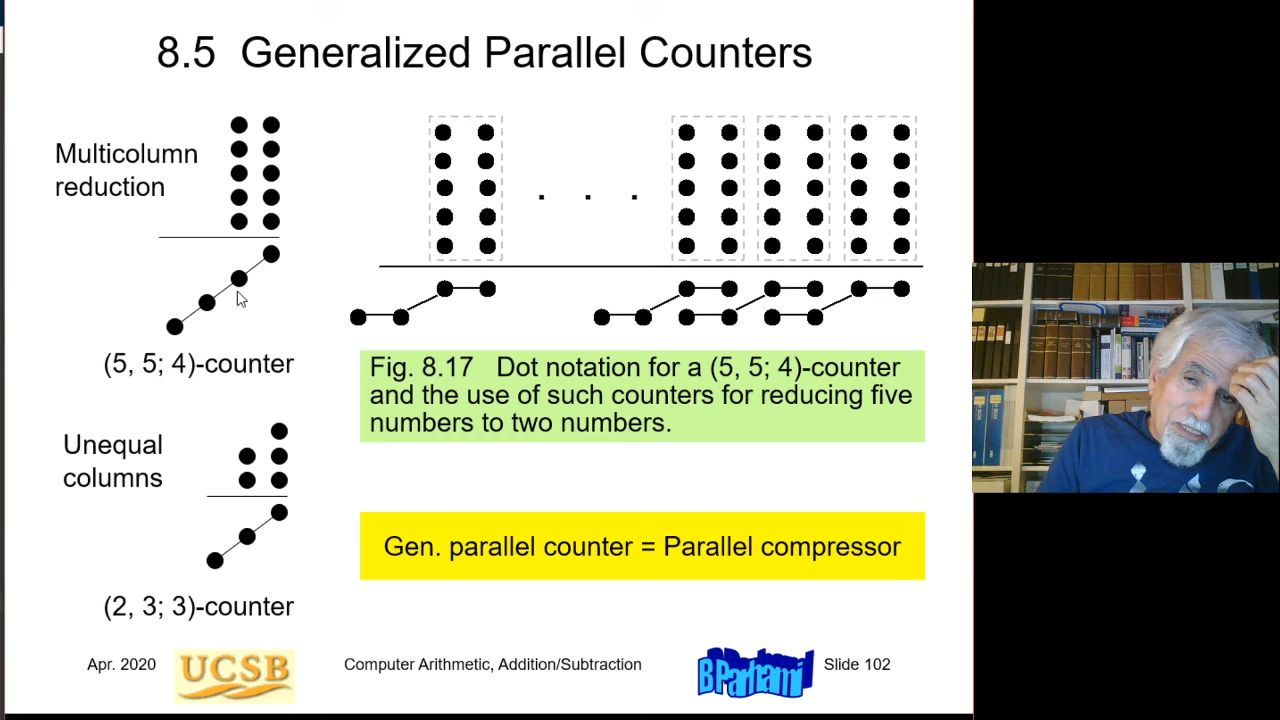 8.5 Generalized Parallel Counters
Multicolumn
reduction
. . .
(5, 5; 4)-counter
Fig. 8.17 Dot notation for a (5, 5; 4)-counter
and the use of such counters for reducing five
numbers to two numbers.
Unequal
columns
Gen. parallel counter = Parallel compressor
(2, 3; 3)-counter
Apr. 2020
UCSB
Computer Arithmetic, Addition/Subtraction
BParhami
Slide 102